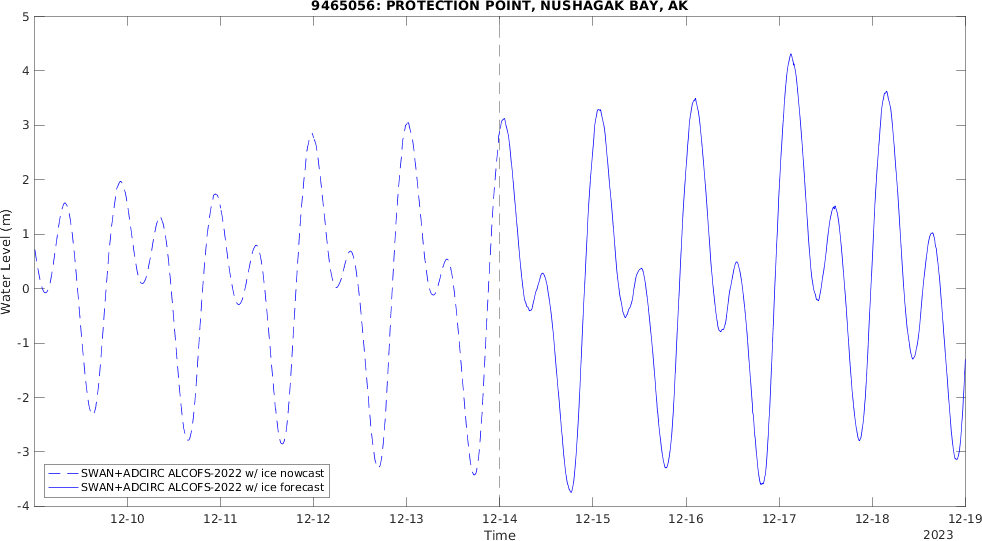 9465056: PROTECTION POINT, NUSHAGAK BAY, AK
5
4
3
2
1
0
-1
-2
-3
-4
Water Level (m)
SWAN+ADCIRC ALCOFS-2022 w/ ice nowcast
SWAN+ADCIRC ALCOFS-2022 w/ ice forecast
12-10 12-11 12-12 12-13 12-14 12-15 12-16 12-17 12-18 12-19
Time
2023